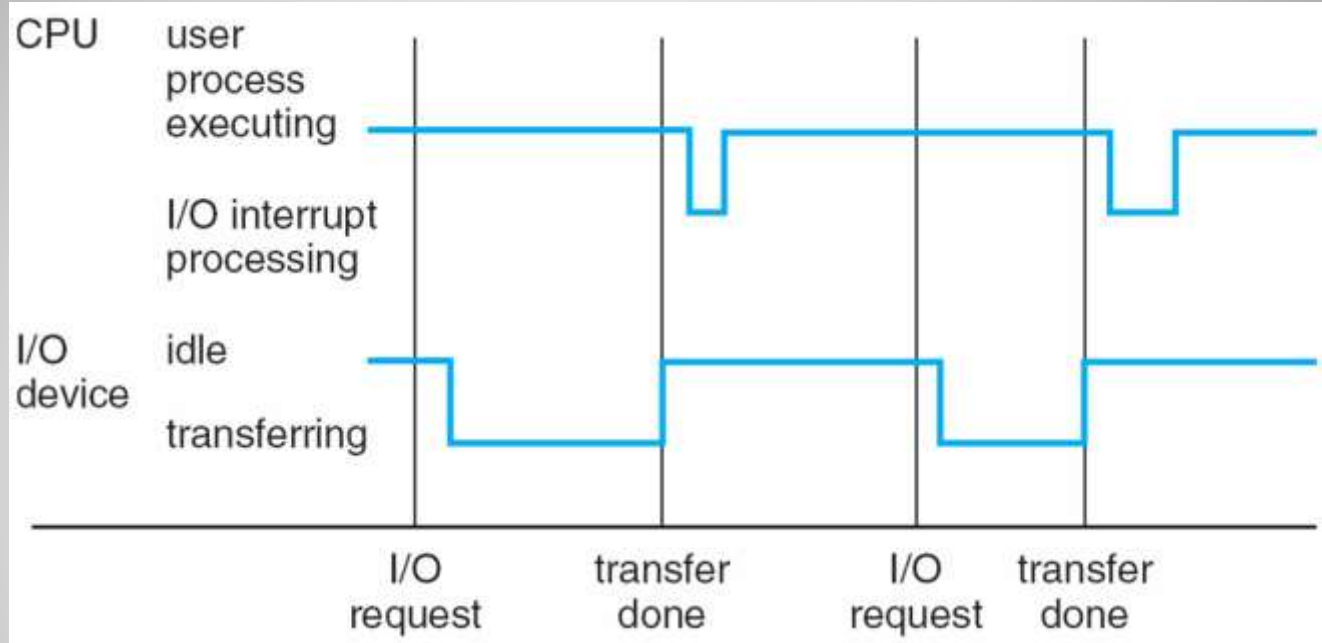 CPU
user
process
executing
I/O interrupt
processing
I/O
device
idle
transferring
I/O
request
transfer
done
I/O
request
transfer
done